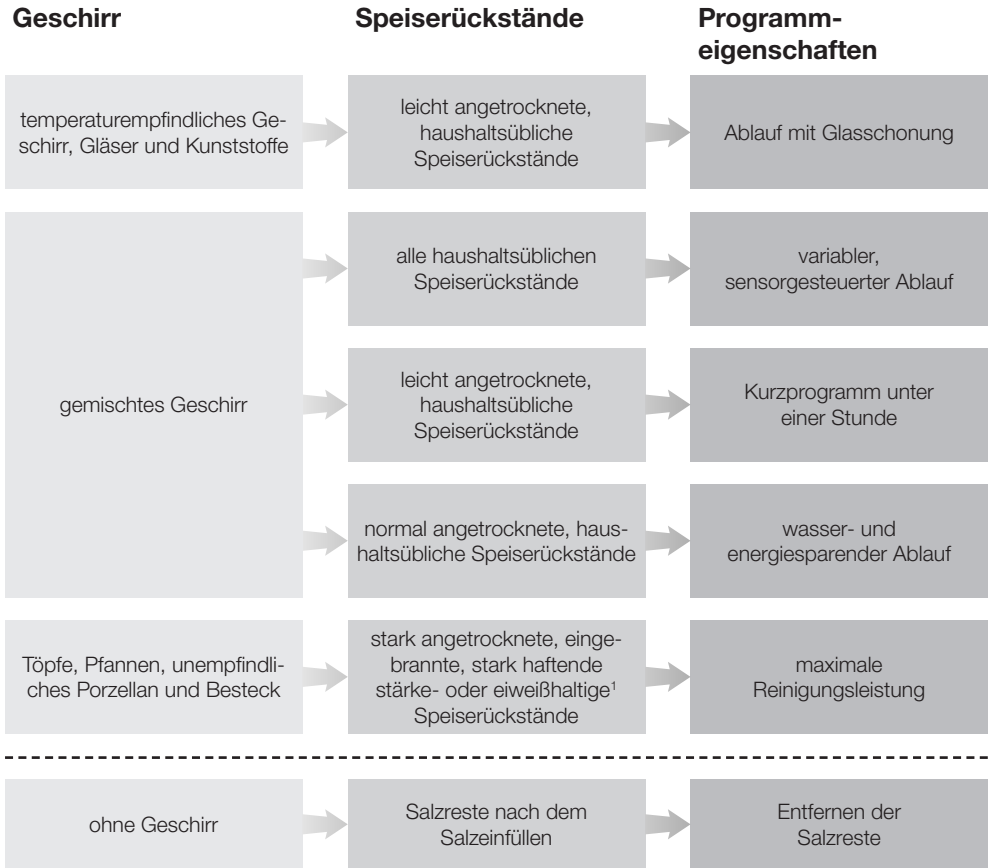 Geschirr
Speiserückstände
Programm-
eigenschaften
temperaturempfindliches Ge-
schirr, Gläser und Kunststoffe
leicht angetrocknete,
haushaltsübliche
Speiserückstände
Ablauf mit Glasschonung
gemischtes Geschirr
alle haushaltsüblichen
Speiserückstände
variabler,
sensorgesteuerter Ablauf
leicht angetrocknete,
haushaltsübliche
Speiserückstände
Kurzprogramm unter
einer Stunde
normal angetrocknete, haus-
haltsübliche Speiserückstände
wasser- und
energiesparender Ablauf
Töpfe, Pfannen, unempfindli-
ches Porzellan und Besteck
stark angetrocknete, einge-
brannte, stark haftende
stärke- oder eiweißhaltige¹
Speiserückstände
maximale
Reinigungsleistung
ohne Geschirr
Salzreste nach dem
Salzeinfüllen
Entfernen der
Salzreste